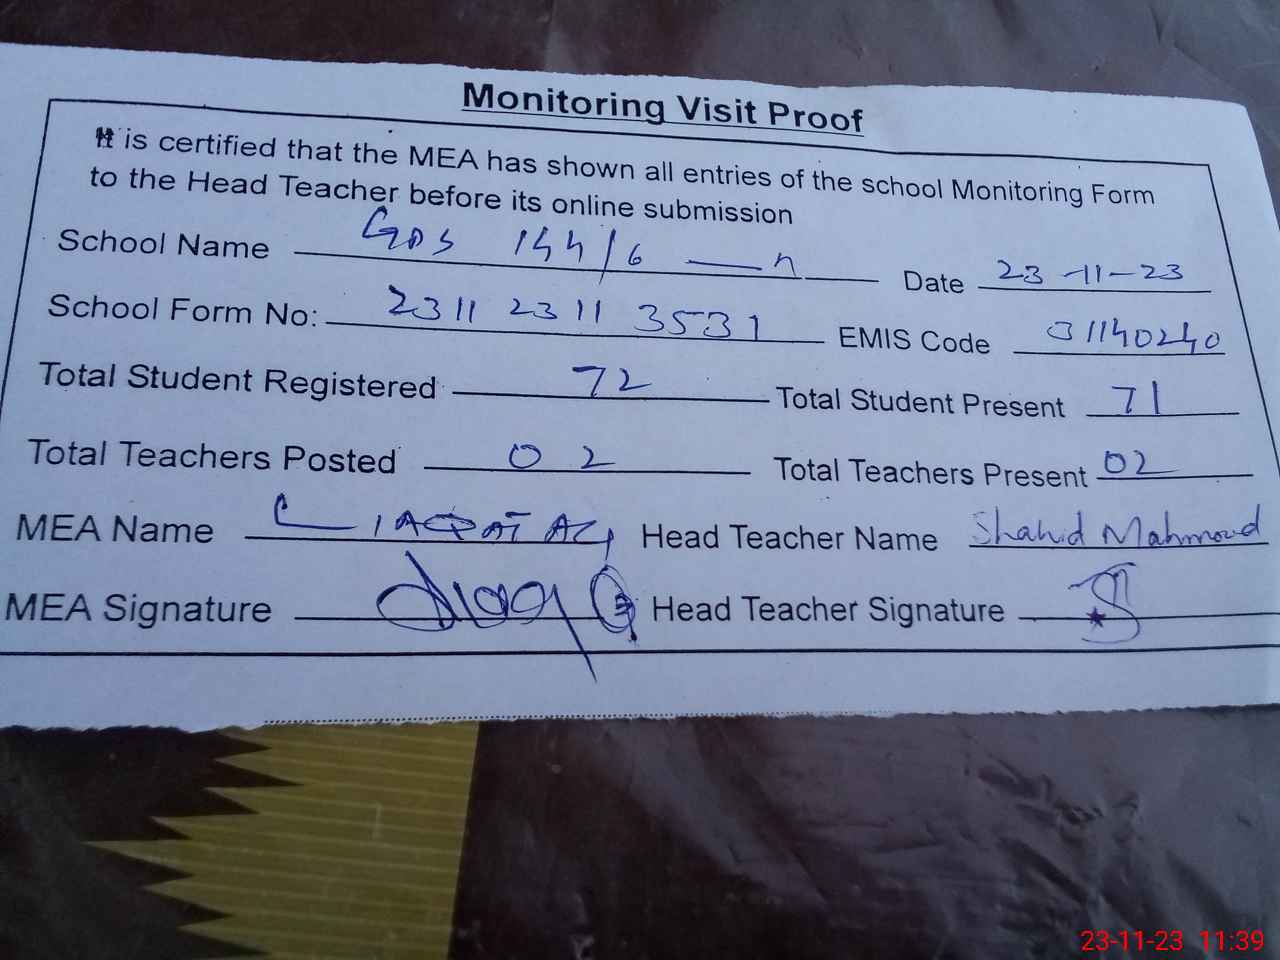 Monitoring Visit Proof
It is certified that the MEA has shown all entries of the school Monitoring Form
to the Head Teacher before its online submission
School Name GPS 144/6 — n Date 23-11-23
School Form No: 2311 2311 3531 EMIS Code 31140240
Total Student Registered 72 Total Student Present 71
Total Teachers Posted 02 Total Teachers Present 02
MEA Name Head Teacher Name Shahid Mahmood
MEA Signature Head Teacher Signature
23-11-23 11:39